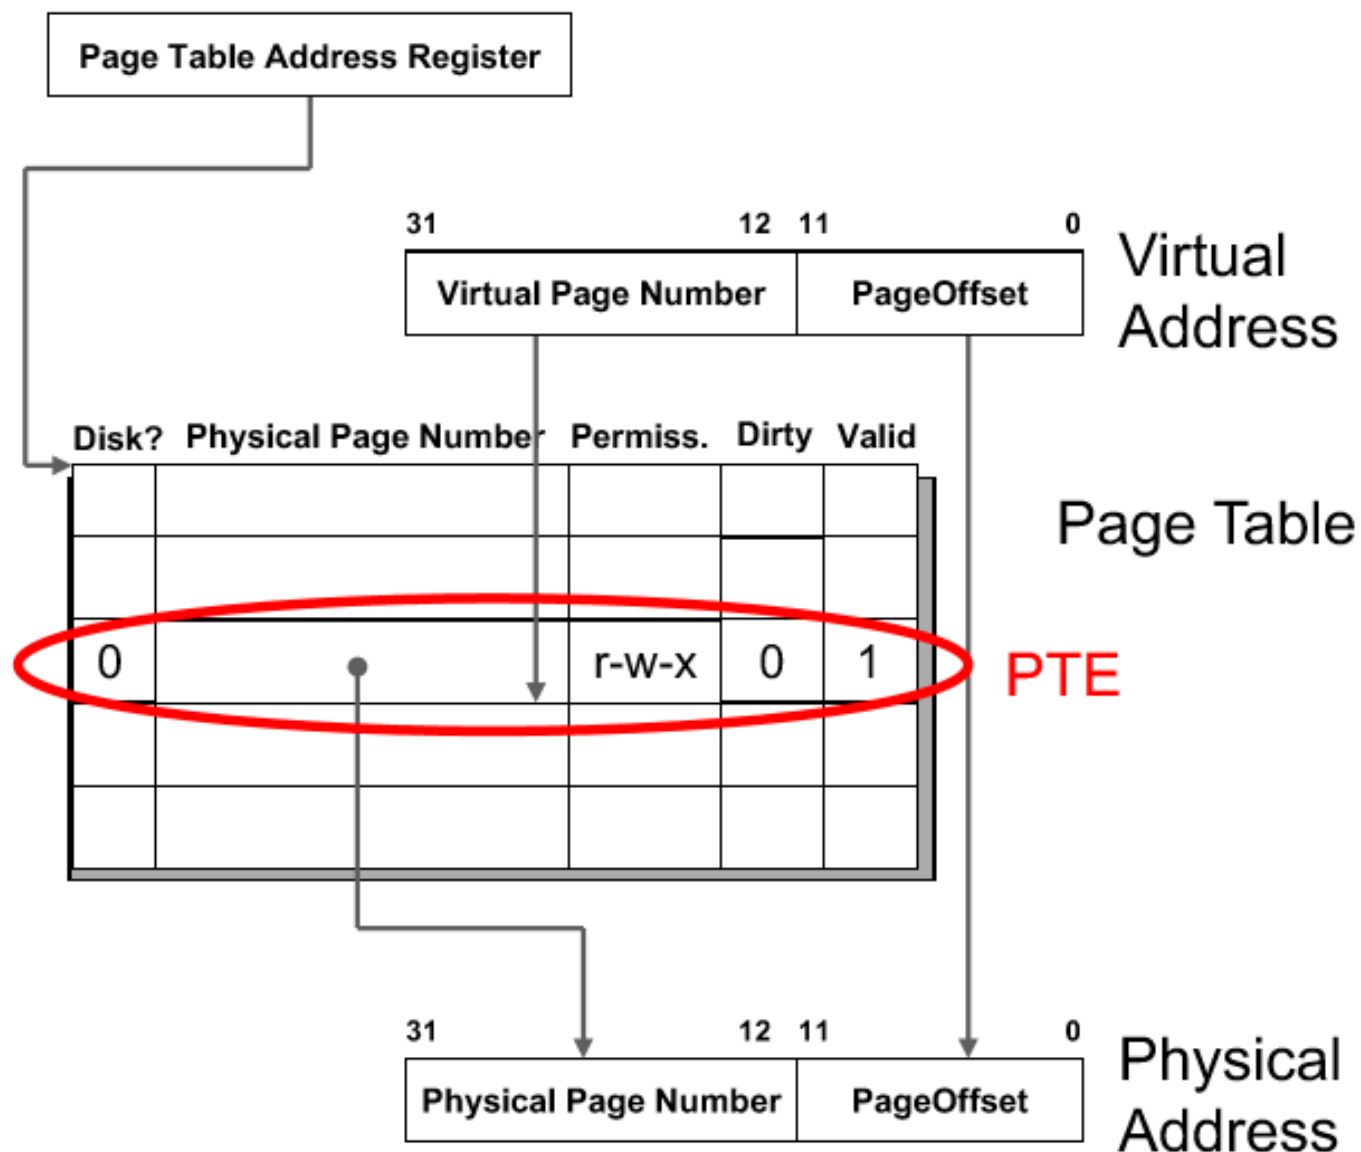 Page Table Address Register
31 12 11 0
Virtual Page Number PageOffset
Virtual
Address
Disk? Physical Page Number Permiss. Dirty Valid
Page Table
0 r-w-x 0 1
PTE
31 12 11 0
Physical Page Number PageOffset
Physical
Address